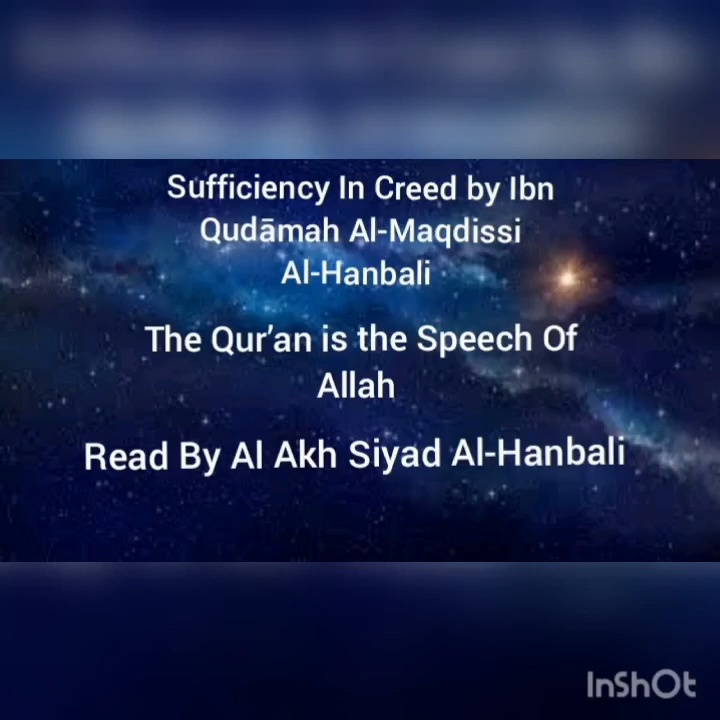 Sufficiency In Creed by Ibn
Qudāmah Al-Maqdissi
Al-Hanbali
The Qur’an is the Speech Of
Allah
Read By Al Akh Siyad Al-Hanbali
InShOt